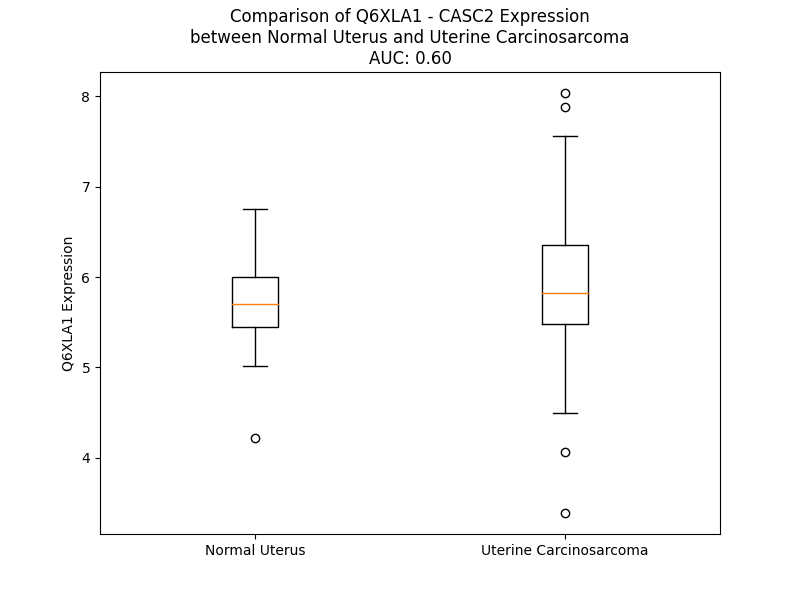 Comparison of Q6XLA1 - CASC2 Expression
between Normal Uterus and Uterine Carcinosarcoma
AUC: 0.60
8
7
6
5
4
Q6XLA1 Expression
Normal Uterus
Uterine Carcinosarcoma